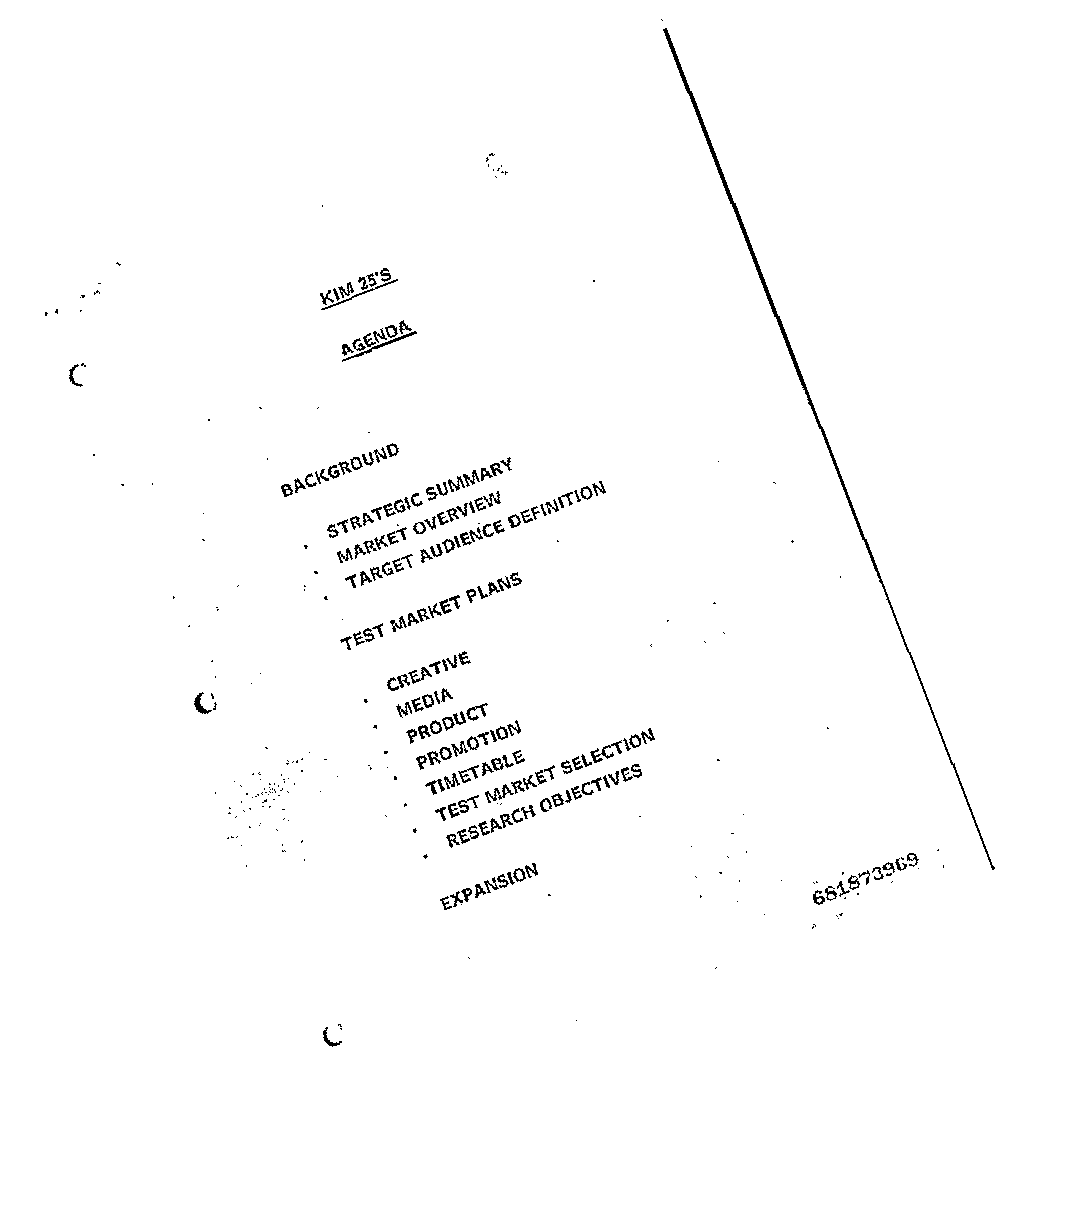 KIM 25'S
AGENDA
BACKGROUND
· STRATEGIC SUMMARY
· MARKET OVERVIEW
· TARGET AUDIENCE DEFINITION
TEST MARKET PLANS
· CREATIVE
· MEDIA
· PRODUCT
· PROMOTION
· TIMETABLE
· TEST MARKET SELECTION
· RESEARCH OBJECTIVES
EXPANSION
681873969